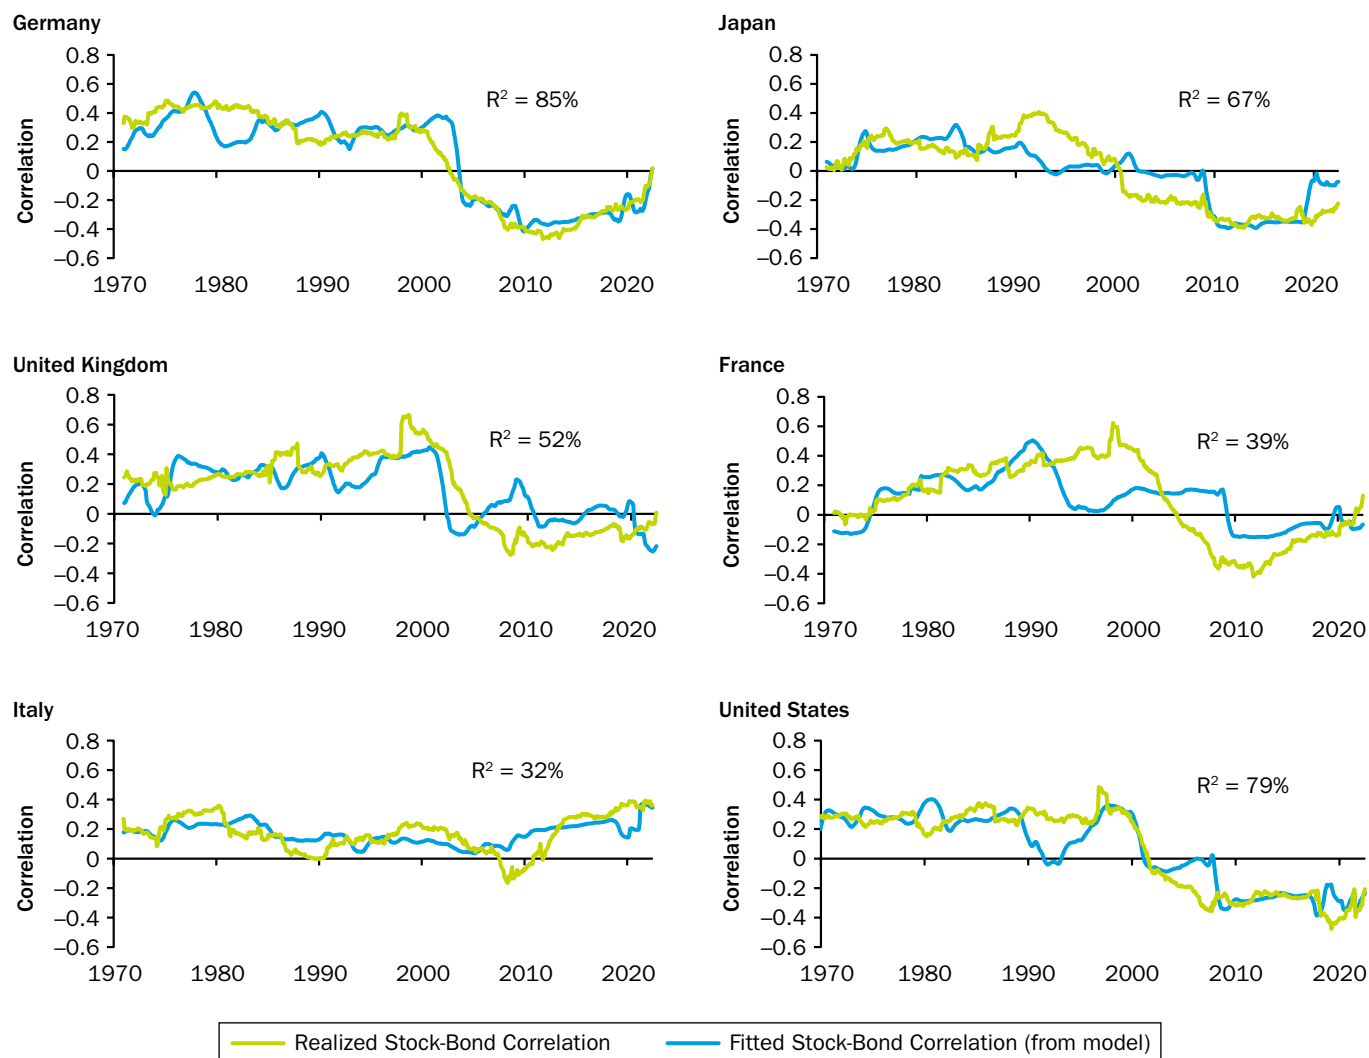 Germany
0.8
0.6
0.4
0.2
0
–0.2
–0.4
–0.6
Correlation
R² = 85%
1970 1980 1990 2000 2010 2020
Japan
0.8
0.6
0.4
0.2
0
–0.2
–0.4
–0.6
Correlation
R² = 67%
1970 1980 1990 2000 2010 2020
United Kingdom
0.8
0.6
0.4
0.2
0
–0.2
–0.4
–0.6
Correlation
R² = 52%
1970 1980 1990 2000 2010 2020
France
0.8
0.6
0.4
0.2
0
–0.2
–0.4
–0.6
Correlation
R² = 39%
1970 1980 1990 2000 2010 2020
Italy
0.8
0.6
0.4
0.2
0
–0.2
–0.4
–0.6
Correlation
R² = 32%
1970 1980 1990 2000 2010 2020
United States
0.8
0.6
0.4
0.2
0
–0.2
–0.4
–0.6
Correlation
R² = 79%
1970 1980 1990 2000 2010 2020
Realized Stock-Bond Correlation Fitted Stock-Bond Correlation (from model)